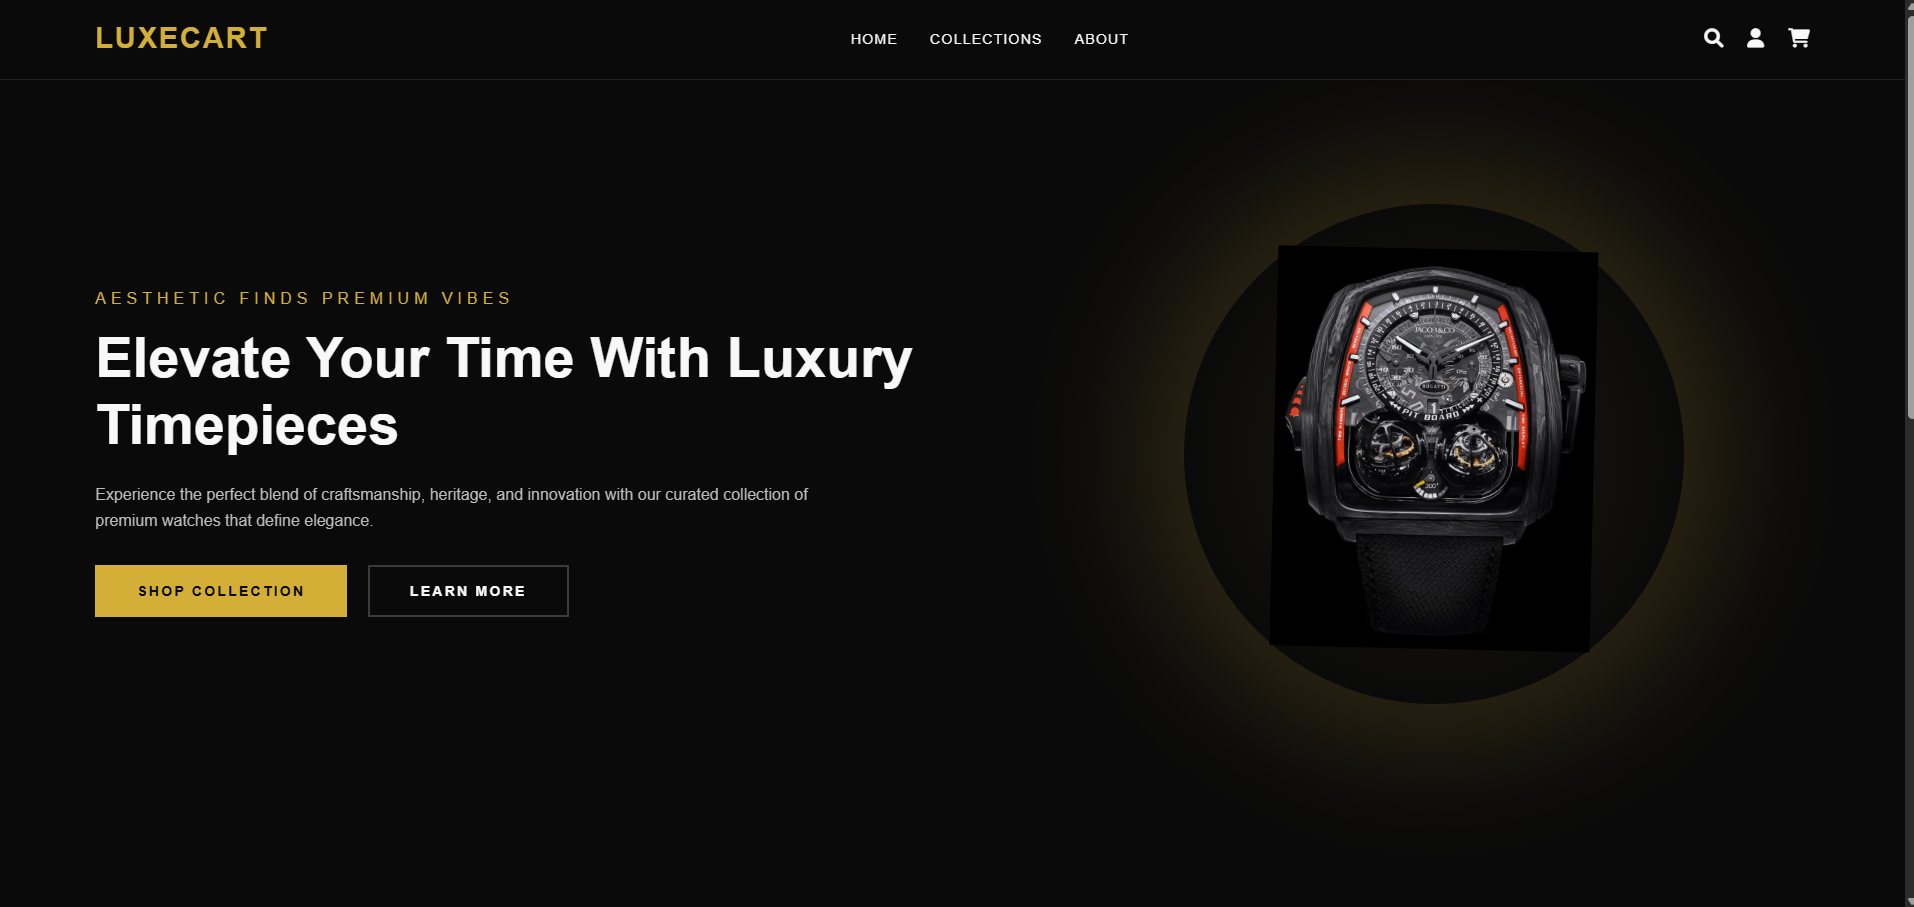 LUXECART
HOME COLLECTIONS ABOUT
AESTHETIC FINDS PREMIUM VIBES
Elevate Your Time With Luxury
Timepieces
Experience the perfect blend of craftsmanship, heritage, and innovation with our curated collection of
premium watches that define elegance.
SHOP COLLECTION LEARN MORE
JACOB&CO
BUGATTI
PIT BOARD